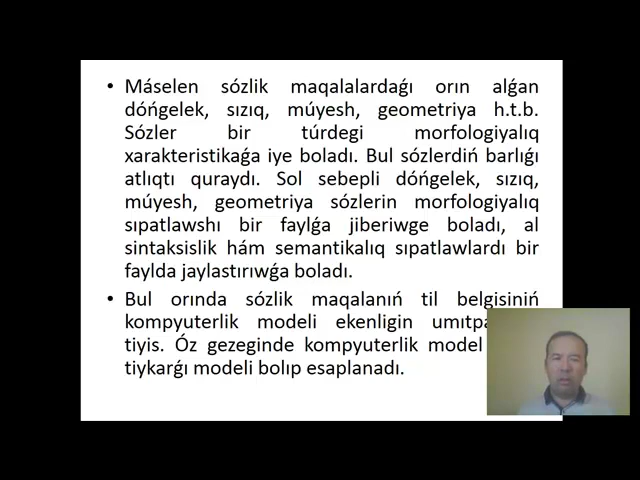 • Máselen sózlik maqalalardaǵı orın alǵan
dóńgelek, sızıq, múyesh, geometriya h.t.b.
Sózler bir túrdegi morfologiyalıq
xarakteristikaǵa iye boladı. Bul sózlerdiń barlıǵı
atlıqtı quraydı. Sol sebepli dóńgelek, sızıq,
múyesh, geometriya sózlerin morfologiyalıq
sıpatlawshı bir faylǵa jiberiwge boladı, al
sintaksislik hám semantikalıq sıpatlawlardı bir
faylda jaylastırıwǵa boladı.
• Bul orında sózlik maqalanıń til belgisiniń
kompyuterlik modeli ekenligin
tiyis. Óz gezeginde kompyuterlik model
tiykarǵı modeli bolıp esaplanadı.